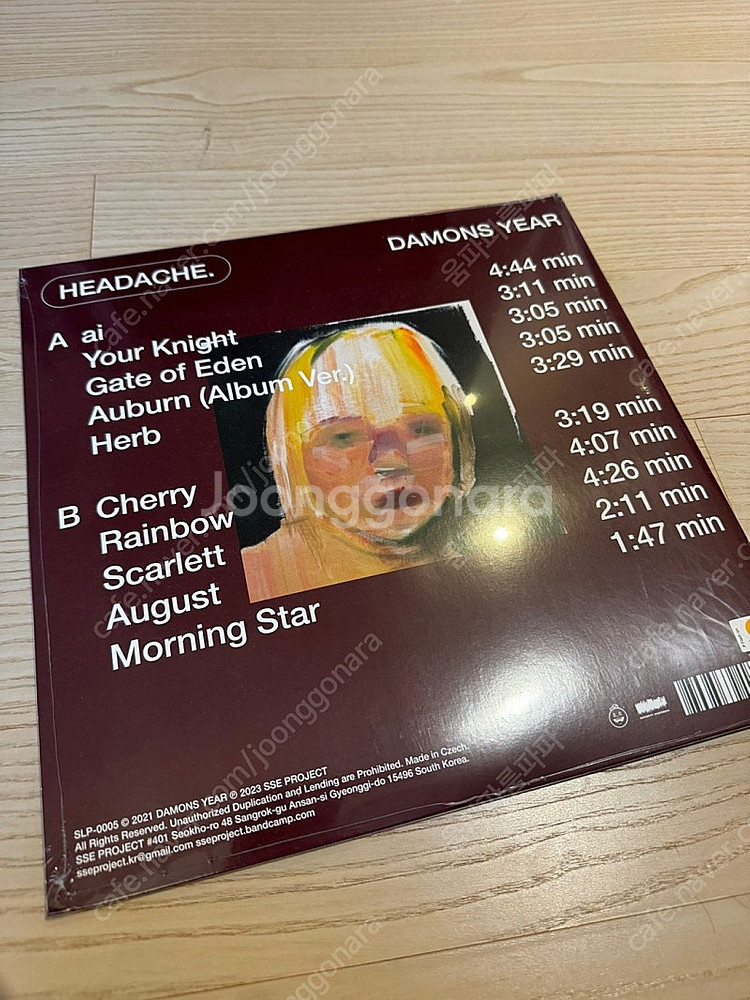 HEADACHE.
DAMONS YEAR
A ai 4:44 min
Your Knight 3:11 min
Gate of Eden 3:05 min
Auburn (Album Ver.) 3:05 min
Herb 3:29 min
B Cherry 3:19 min
Rainbow 4:07 min
Scarlett 4:26 min
August 2:11 min
Morning Star 1:47 min
Joonggonara
SLP-0005 © 2021 DAMONS YEAR ℗ 2023 SSE PROJECT
All Rights Reserved. Unauthorized Duplication and Lending are Prohibited. Made in Czech.
SSE PROJECT #401 Seokho-ro 48 Sangrok-gu Ansan-si Gyeonggi-do 15496 South Korea.
sseproject.kr@gmail.com sseproject.bandcamp.com
cafe.naver.com/joonggonara